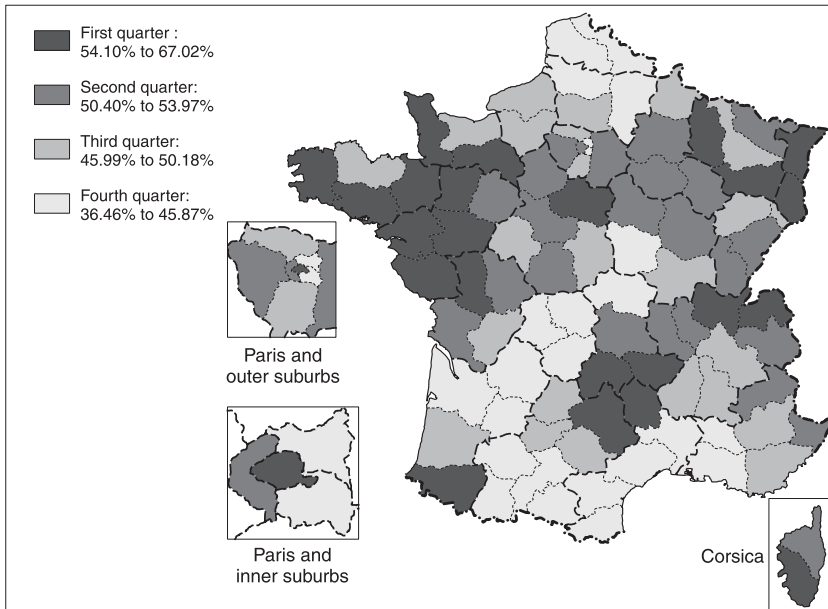 First quarter :
54.10% to 67.02%
Second quarter:
50.40% to 53.97%
Third quarter:
45.99% to 50.18%
Fourth quarter:
36.46% to 45.87%
Paris and
outer suburbs
Paris and
inner suburbs
Corsica